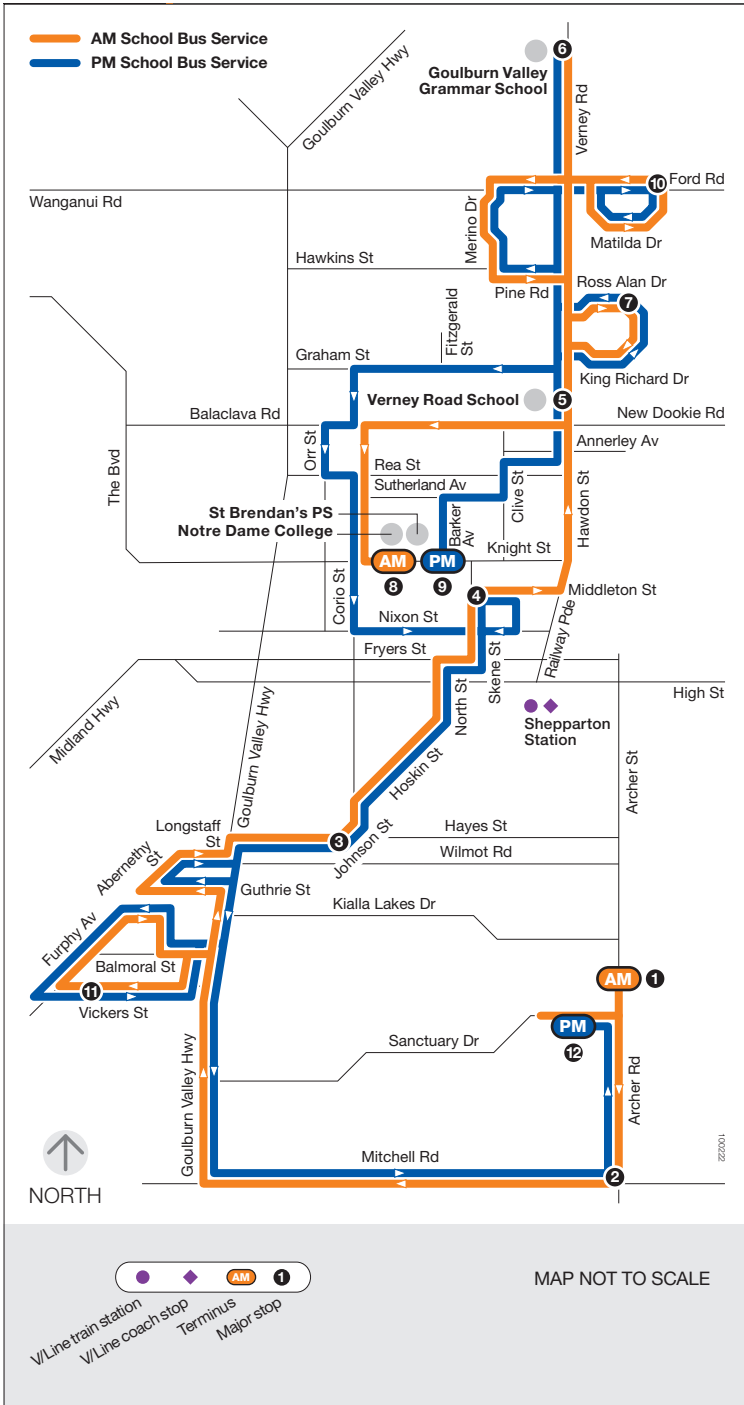 AM School Bus Service
PM School Bus Service
Goulburn Valley Hwy
6
Goulburn Valley
Grammar School
Verney Rd
10
Ford Rd
Wanganui Rd
Merino Dr
Matilda Dr
Hawkins St
Pine Rd
Ross Alan Dr
7
Fitzgerald
St
Graham St
King Richard Dr
Verney Road School
5
Balaclava Rd
New Dookie Rd
Orr St
Annerley Av
The Bvd
Rea St
Sutherland Av
Clive St
Hawdon St
St Brendan's PS
Notre Dame College
Barker
Av
Knight St
AM
PM
8
9
Corio St
4
Middleton St
Nixon St
Railway Pde
Fryers St
Skene St
North St
High St
Midland Hwy
Goulburn Valley Hwy
Shepparton
Station
Hoskin St
Archer St
Longstaff
St
3
Johnson St
Hayes St
Wilmot Rd
Abernethy
St
Guthrie St
Kialla Lakes Dr
Furphy Av
Balmoral St
11
Vickers St
AM
1
PM
12
Sanctuary Dr
Goulburn Valley Hwy
Archer Rd
Mitchell Rd
2
100222
NORTH
AM
1
V/Line train station
V/Line coach stop
Terminus
Major stop
MAP NOT TO SCALE